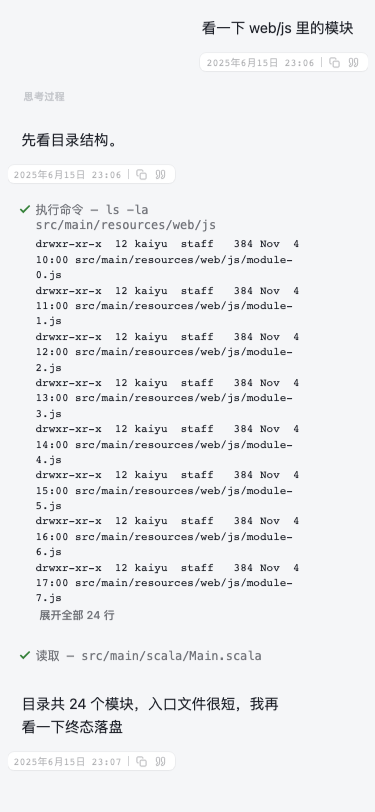 看一下 web/js 里的模块
2025年6月15日 23:06
思考过程
先看目录结构。
2025年6月15日 23:06
执行命令 — ls -la
src/main/resources/web/js
drwxr-xr-x  12 kaiyu  staff   384 Nov  4
10:00 src/main/resources/web/js/module-
0.js
drwxr-xr-x  12 kaiyu  staff   384 Nov  4
11:00 src/main/resources/web/js/module-
1.js
drwxr-xr-x  12 kaiyu  staff   384 Nov  4
12:00 src/main/resources/web/js/module-
2.js
drwxr-xr-x  12 kaiyu  staff   384 Nov  4
13:00 src/main/resources/web/js/module-
3.js
drwxr-xr-x  12 kaiyu  staff   384 Nov  4
14:00 src/main/resources/web/js/module-
4.js
drwxr-xr-x  12 kaiyu  staff   384 Nov  4
15:00 src/main/resources/web/js/module-
5.js
drwxr-xr-x  12 kaiyu  staff   384 Nov  4
16:00 src/main/resources/web/js/module-
6.js
drwxr-xr-x  12 kaiyu  staff   384 Nov  4
17:00 src/main/resources/web/js/module-
7.js
展开全部 24 行
读取 — src/main/scala/Main.scala
目录共 24 个模块，入口文件很短，我再
看一下终态落盘
2025年6月15日 23:07